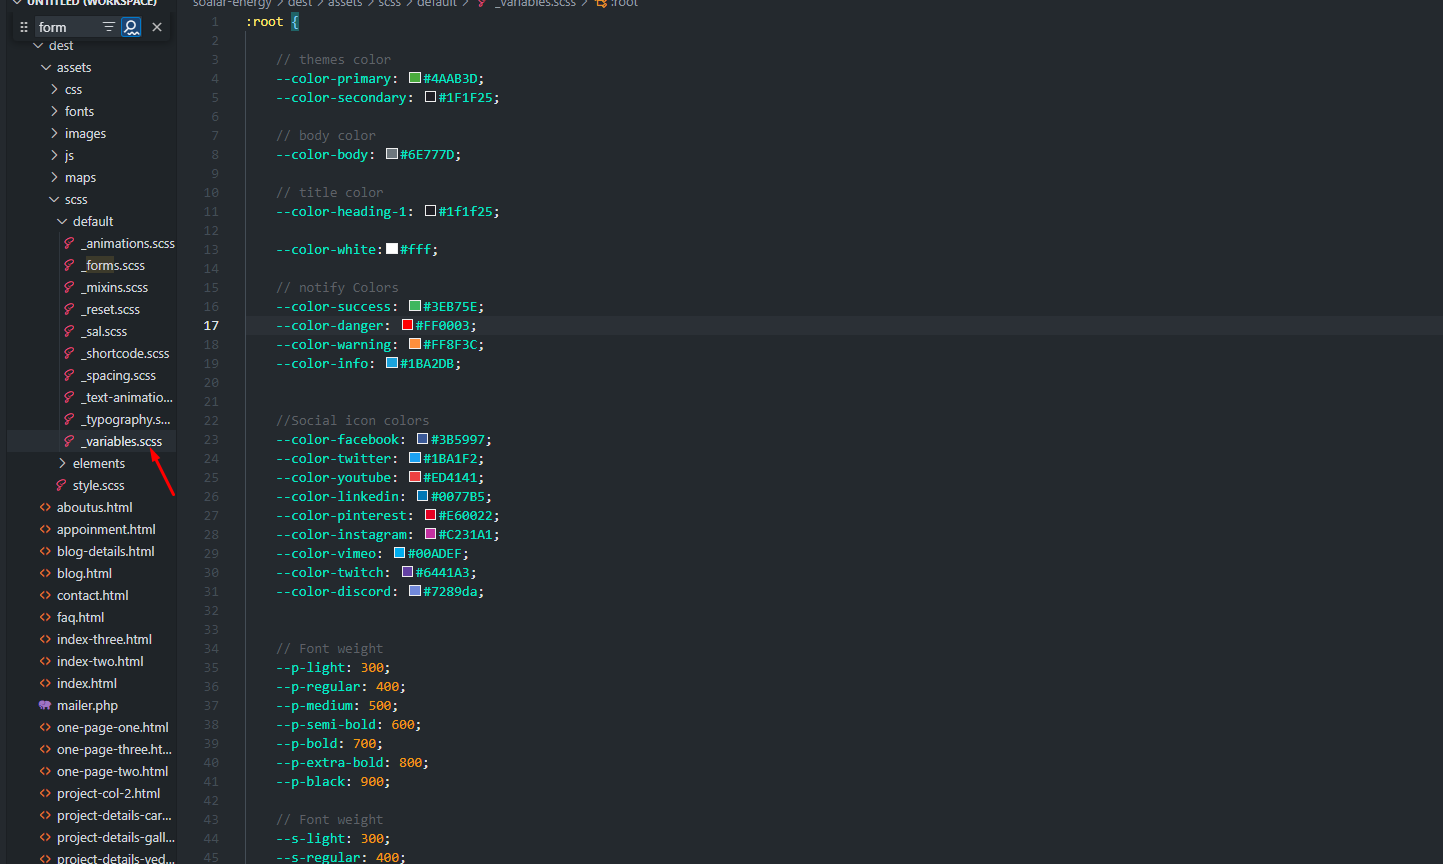 UNTITLED (WORKSPACE)
form
dest
assets
css
fonts
images
js
maps
scss
default
_animations.scss
_forms.scss
_mixins.scss
_reset.scss
_sal.scss
_shortcode.scss
_spacing.scss
_text-animatio...
_typography.s...
_variables.scss
elements
style.scss
aboutus.html
appoinment.html
blog-details.html
blog.html
contact.html
faq.html
index-three.html
index-two.html
index.html
mailer.php
one-page-one.html
one-page-three.ht...
one-page-two.html
project-col-2.html
project-details-car...
project-details-gall...
project-details-ved...
soalar-energy > dest > assets > scss > default > _variables.scss > :root
1 :root {
2
3 // themes color
4 --color-primary: #4AAB3D;
5 --color-secondary: #1F1F25;
6
7 // body color
8 --color-body: #6E777D;
9
10 // title color
11 --color-heading-1: #1f1f25;
12
13 --color-white:#fff;
14
15 // notify Colors
16 --color-success: #3EB75E;
17 --color-danger: #FF0003;
18 --color-warning: #FF8F3C;
19 --color-info: #1BA2DB;
20
21
22 //Social icon colors
23 --color-facebook: #3B5997;
24 --color-twitter: #1BA1F2;
25 --color-youtube: #ED4141;
26 --color-linkedin: #0077B5;
27 --color-pinterest: #E60022;
28 --color-instagram: #C231A1;
29 --color-vimeo: #00ADEF;
30 --color-twitch: #6441A3;
31 --color-discord: #7289da;
32
33
34 // Font weight
35 --p-light: 300;
36 --p-regular: 400;
37 --p-medium: 500;
38 --p-semi-bold: 600;
39 --p-bold: 700;
40 --p-extra-bold: 800;
41 --p-black: 900;
42
43 // Font weight
44 --s-light: 300;
45 --s-regular: 400;